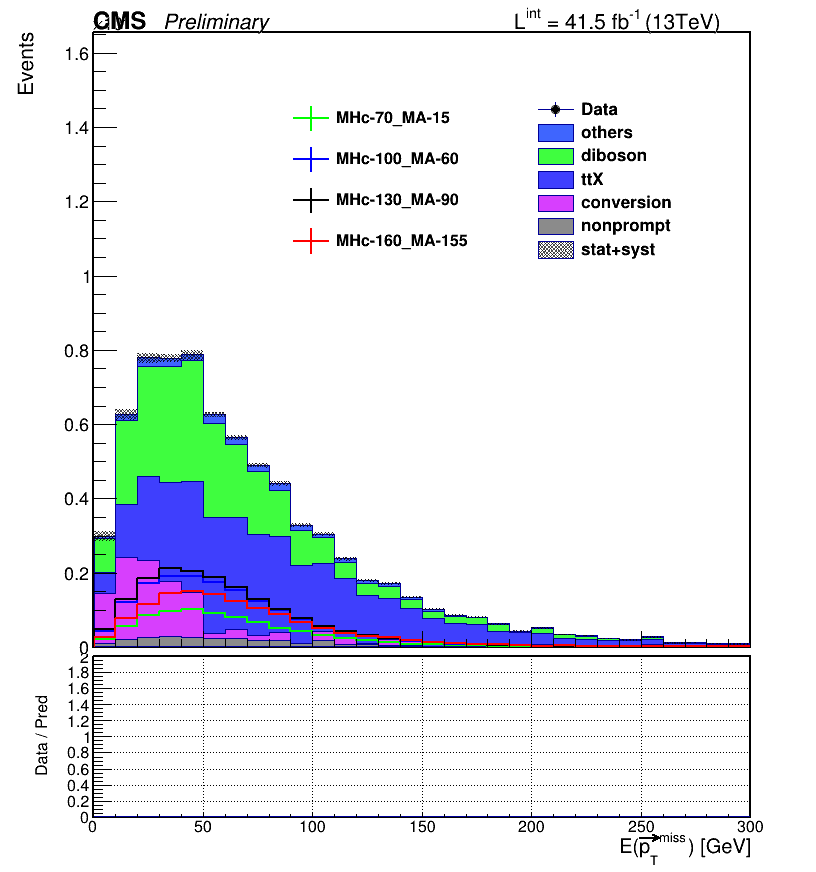 CMS Preliminary
L^int = 41.5 fb^-1 (13TeV)
Events
1.6
1.4
1.2
1
0.8
0.6
0.4
0.2
0
MHc-70_MA-15
MHc-100_MA-60
MHc-130_MA-90
MHc-160_MA-155
Data
others
diboson
ttX
conversion
nonprompt
stat+syst
Data / Pred
2
1.8
1.6
1.4
1.2
1
0.8
0.6
0.4
0.2
0
0 50 100 150 200 250 300
E(p_T^miss) [GeV]